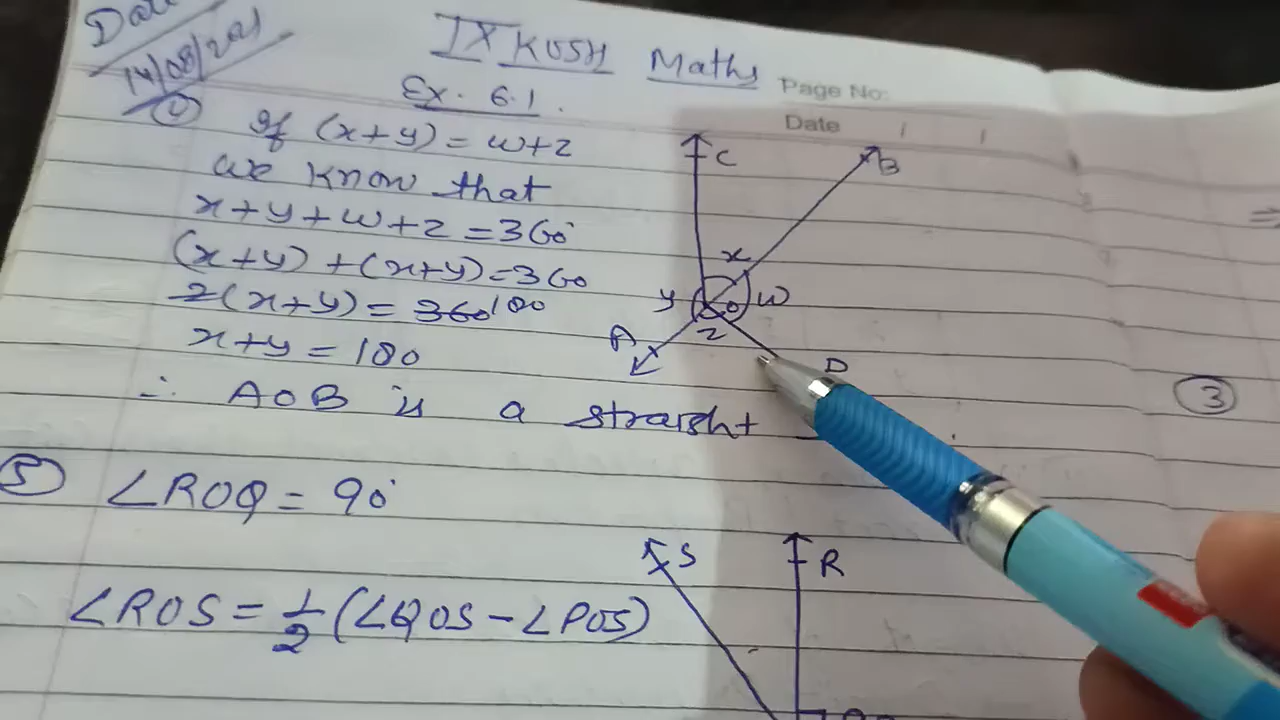 Date
14/08/201
IX KUSH Maths
Page No:
Ex. 6.1.
Date
(4) If (x+y) = w+z
we know that
x+y+w+z=360°
(x+y)+(x+y)=360
2(x+y)= 360 180
x+y = 180
∴ AOB is a straight
C
B
x
y
O
w
z
A
D
(3)
(5) ∠ROQ = 90°
∠ROS = 1/2 (∠QOS - ∠POS)
S
R